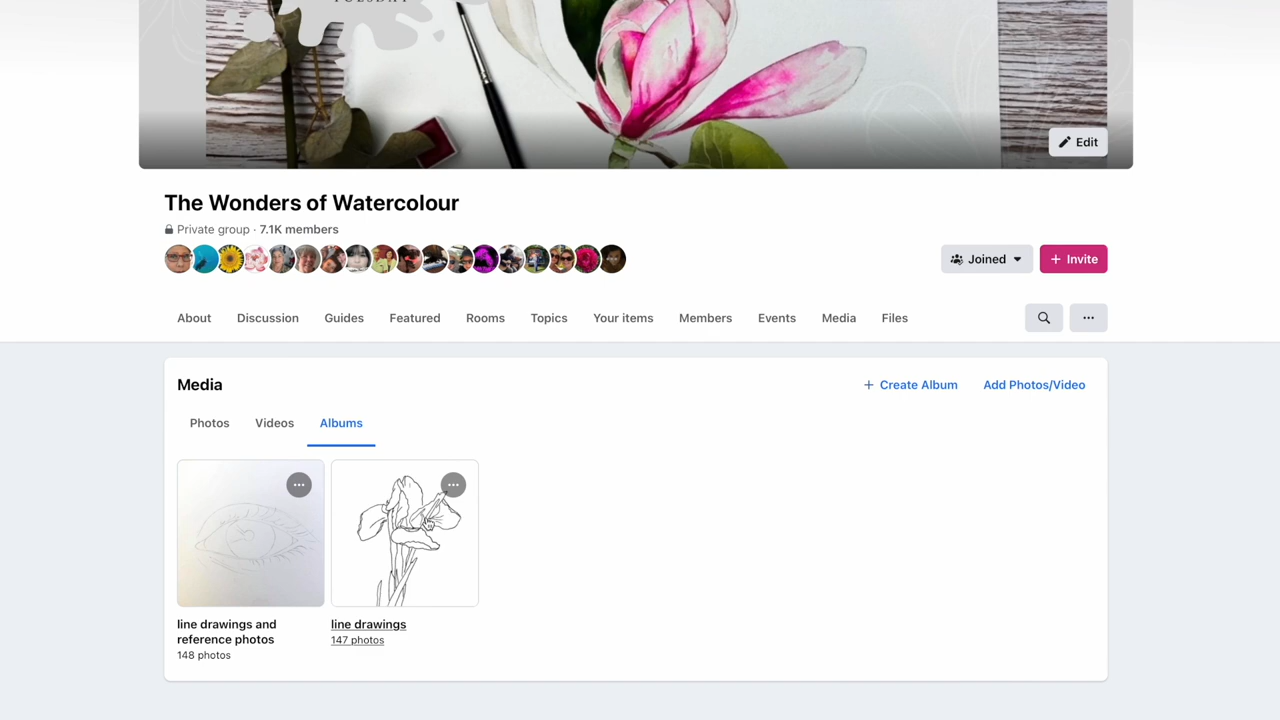 Edit
The Wonders of Watercolour
Private group · 7.1K members
Joined
+ Invite
About
Discussion
Guides
Featured
Rooms
Topics
Your items
Members
Events
Media
Files
Media
+ Create Album
Add Photos/Video
Photos
Videos
Albums
line drawings and
reference photos
148 photos
line drawings
147 photos